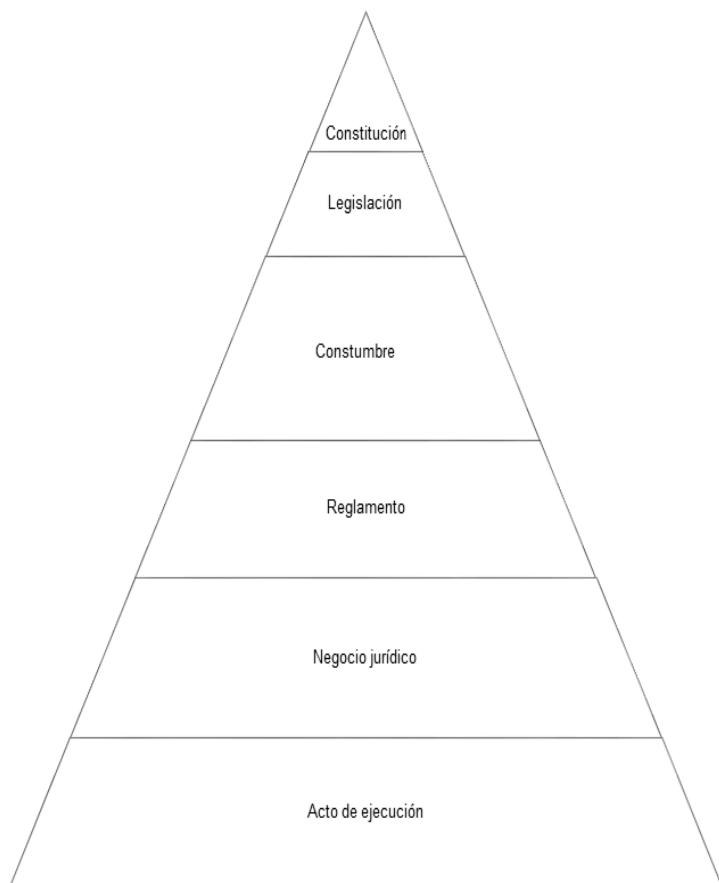 Constitución
Legislación
Constumbre
Reglamento
Negocio jurídico
Acto de ejecución